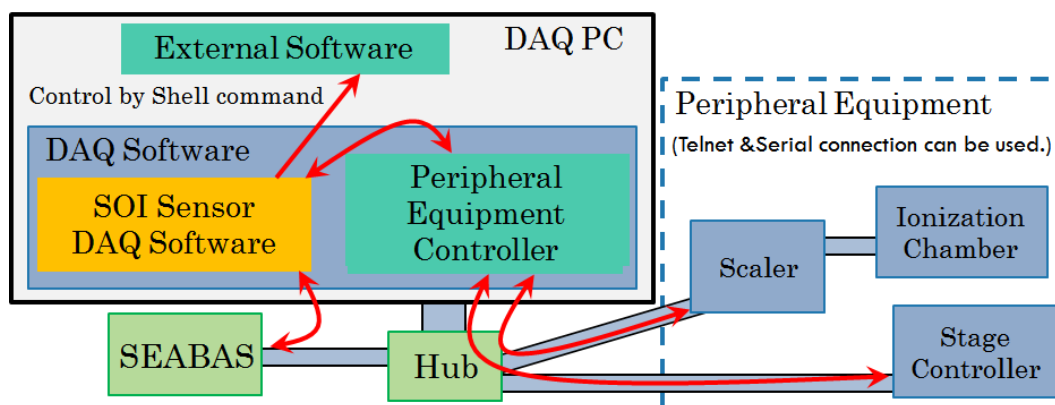 External Software
DAQ PC
Control by Shell command
DAQ Software
SOI Sensor
DAQ Software
Peripheral
Equipment
Controller
SEABAS
Hub
Peripheral Equipment
(Telnet &Serial connection can be used.)
Scaler
Ionization
Chamber
Stage
Controller